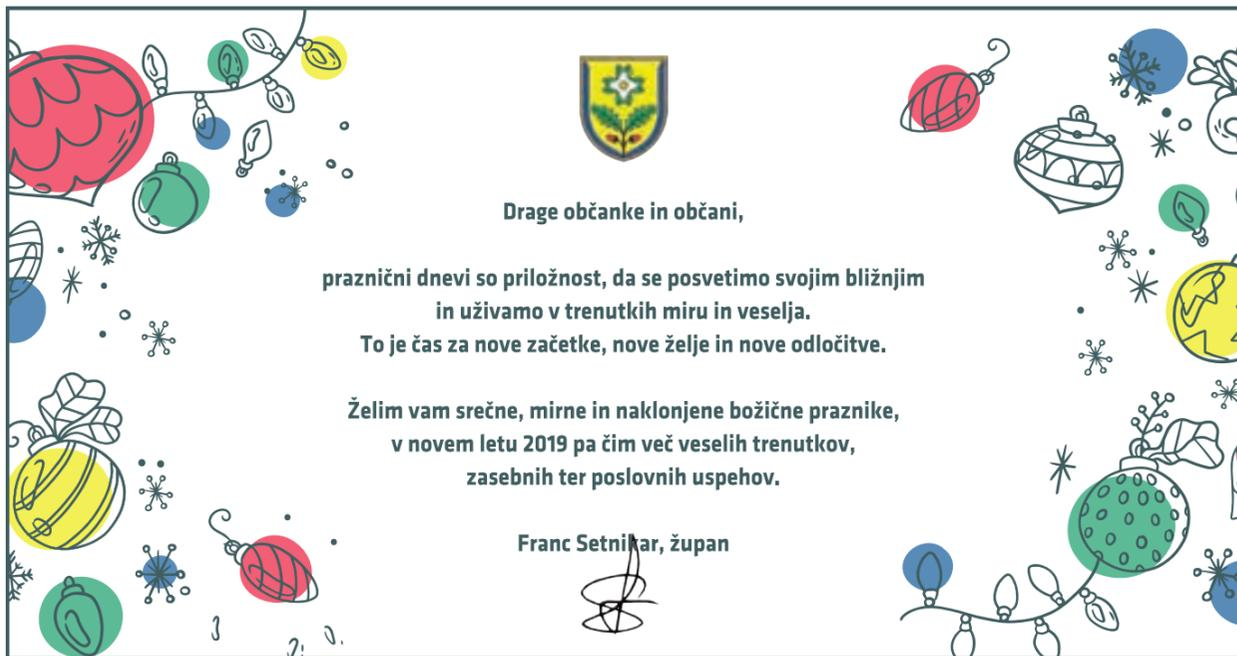 Drage občanke in občani,
praznični dnevi so priložnost, da se posvetimo svojim bližnjim
in uživamo v trenutkih miru in veselja.
To je čas za nove začetke, nove želje in nove odločitve.
Želim vam srečne, mirne in naklonjene božične praznike,
v novem letu 2019 pa čim več veselih trenutkov,
zasebnih ter poslovnih uspehov.
Franc Setnikar, župan